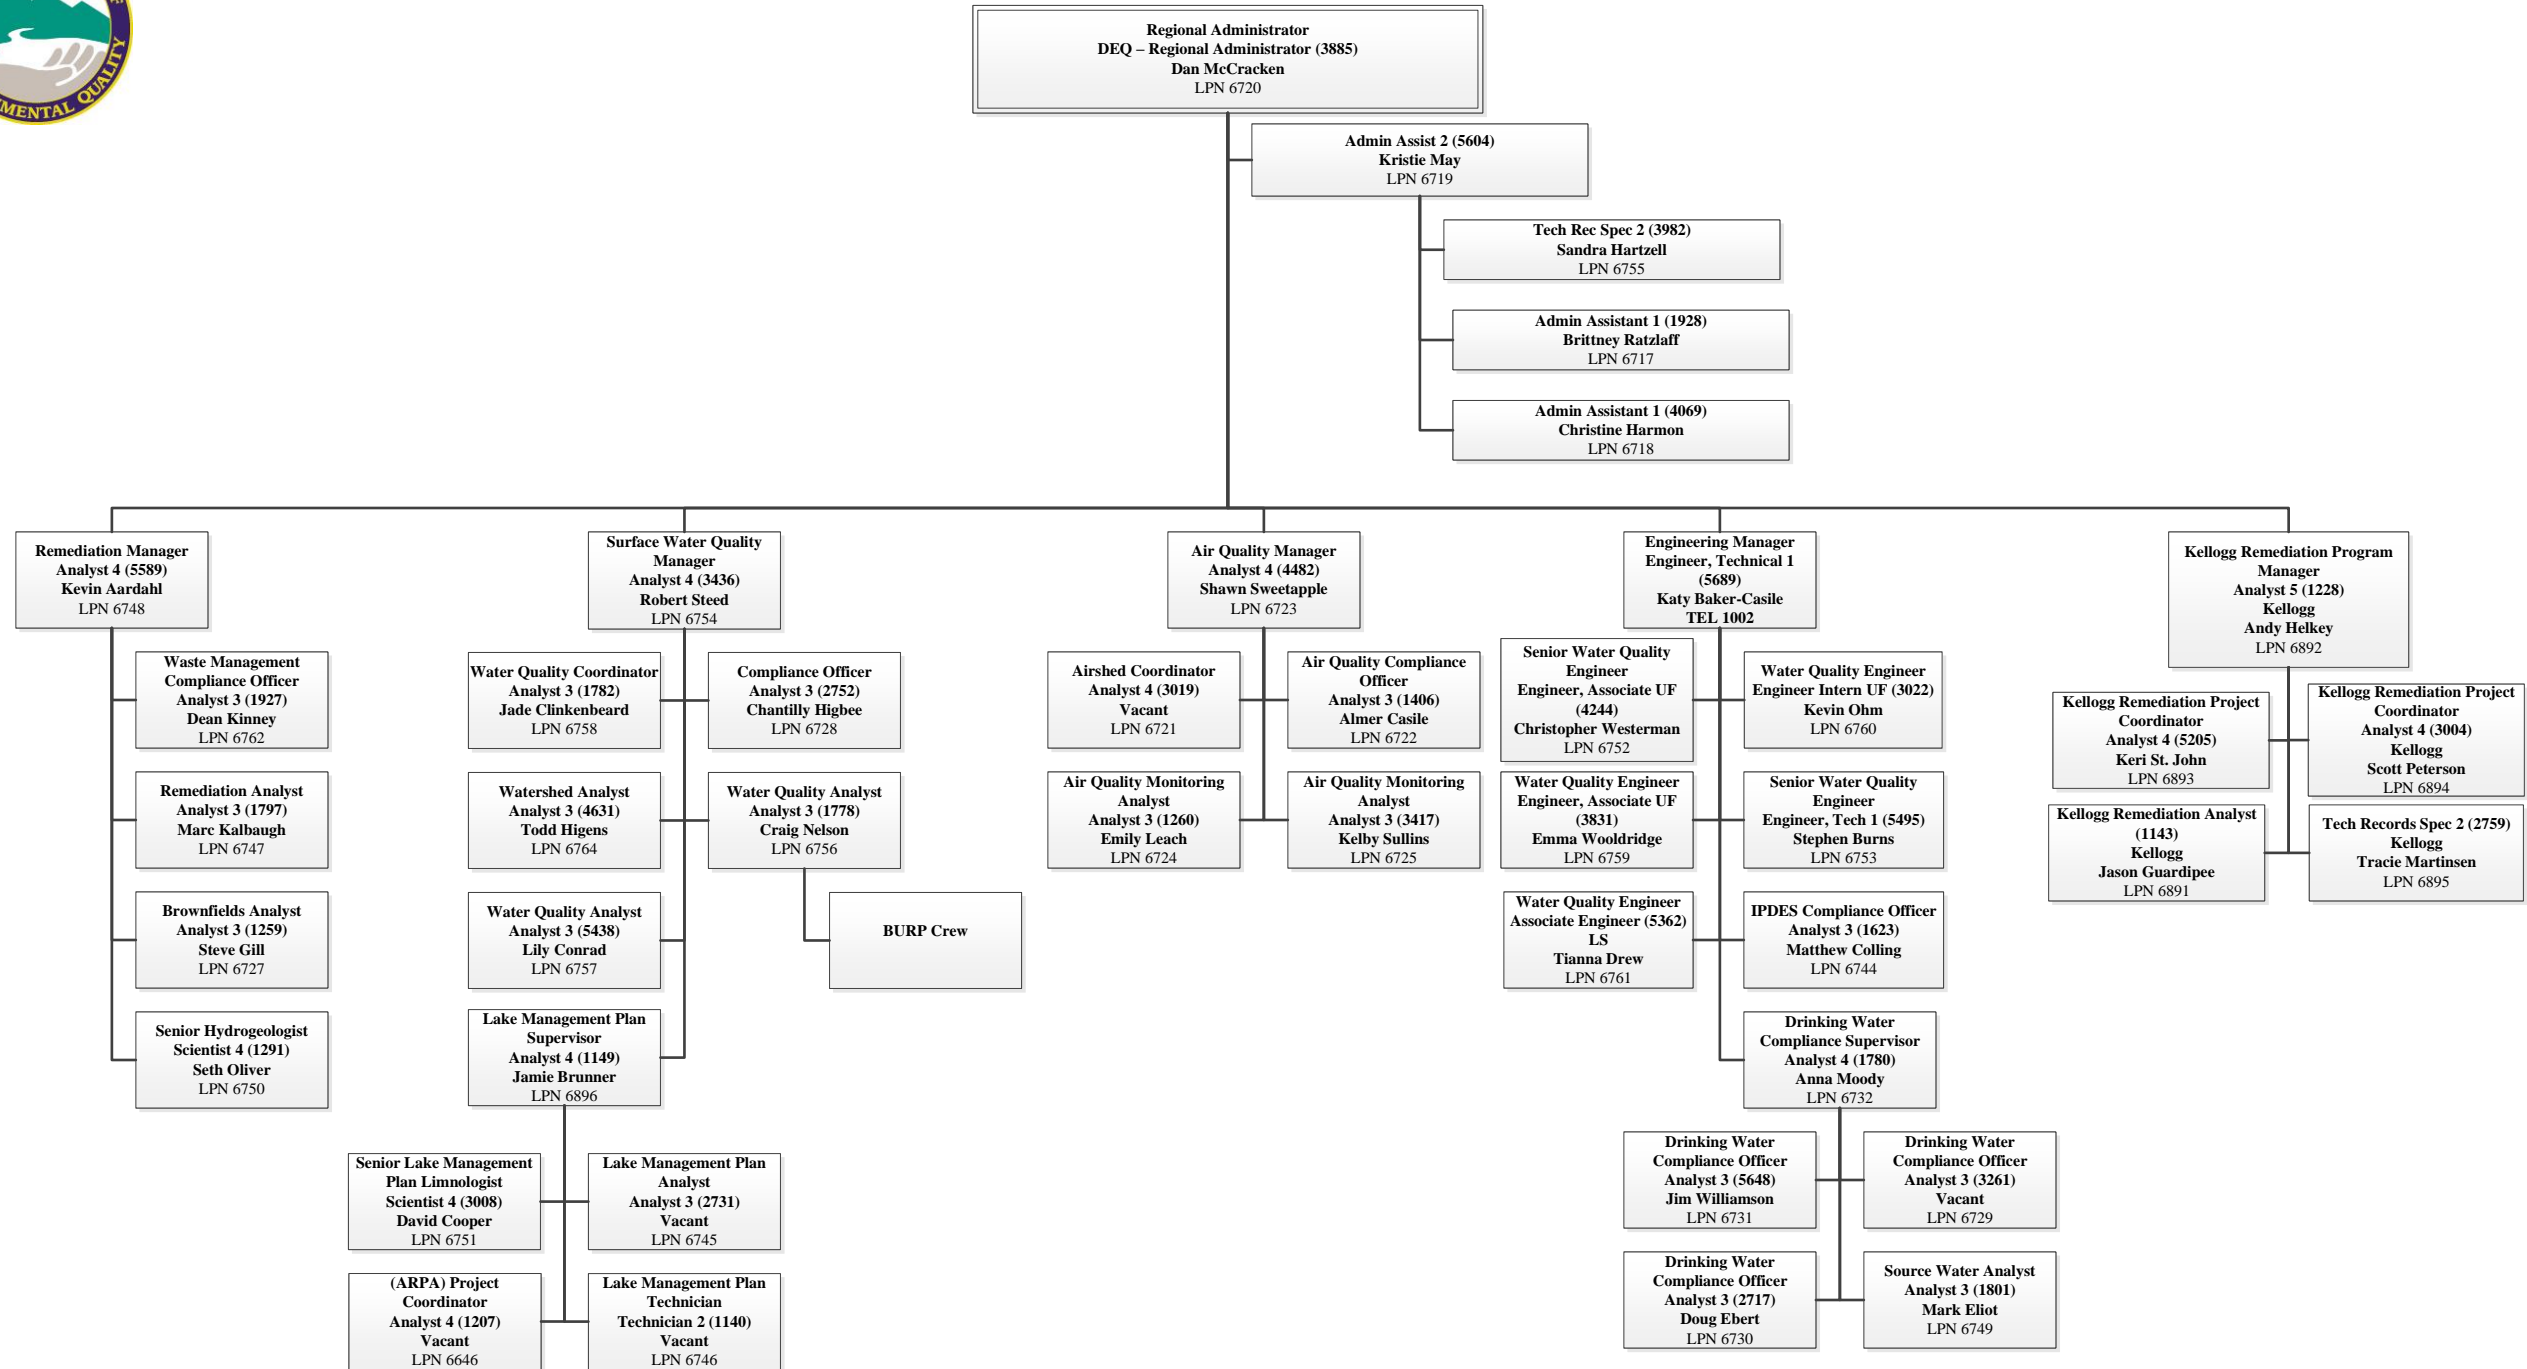 MENTAL QUALITY
Regional Administrator
DEQ – Regional Administrator (3885)
Dan McCracken
LPN 6720
Admin Assist 2 (5604)
Kristie May
LPN 6719
Tech Rec Spec 2 (3982)
Sandra Hartzell
LPN 6755
Admin Assistant 1 (1928)
Brittney Ratzlaff
LPN 6717
Admin Assistant 1 (4069)
Christine Harmon
LPN 6718
Remediation Manager
Analyst 4 (5589)
Kevin Aardahl
LPN 6748
Waste Management
Compliance Officer
Analyst 3 (1927)
Dean Kinney
LPN 6762
Remediation Analyst
Analyst 3 (1797)
Marc Kalbaugh
LPN 6747
Brownfields Analyst
Analyst 3 (1259)
Steve Gill
LPN 6727
Senior Hydrogeologist
Scientist 4 (1291)
Seth Oliver
LPN 6750
Surface Water Quality
Manager
Analyst 4 (3436)
Robert Steed
LPN 6754
Water Quality Coordinator
Analyst 3 (1782)
Jade Clinkenbeard
LPN 6758
Compliance Officer
Analyst 3 (2752)
Chantilly Higbee
LPN 6728
Watershed Analyst
Analyst 3 (4631)
Todd Higens
LPN 6764
Water Quality Analyst
Analyst 3 (1778)
Craig Nelson
LPN 6756
Water Quality Analyst
Analyst 3 (5438)
Lily Conrad
LPN 6757
BURP Crew
Lake Management Plan
Supervisor
Analyst 4 (1149)
Jamie Brunner
LPN 6896
Senior Lake Management
Plan Limnologist
Scientist 4 (3008)
David Cooper
LPN 6751
Lake Management Plan
Analyst
Analyst 3 (2731)
Vacant
LPN 6745
(ARPA) Project
Coordinator
Analyst 4 (1207)
Vacant
LPN 6646
Lake Management Plan
Technician
Technician 2 (1140)
Vacant
LPN 6746
Air Quality Manager
Analyst 4 (4482)
Shawn Sweetapple
LPN 6723
Airshed Coordinator
Analyst 4 (3019)
Vacant
LPN 6721
Air Quality Compliance
Officer
Analyst 3 (1406)
Almer Casile
LPN 6722
Air Quality Monitoring
Analyst
Analyst 3 (1260)
Emily Leach
LPN 6724
Air Quality Monitoring
Analyst
Analyst 3 (3417)
Kelby Sullins
LPN 6725
Engineering Manager
Engineer, Technical 1
(5689)
Katy Baker-Casile
TEL 1002
Senior Water Quality
Engineer
Engineer, Associate UF
(4244)
Christopher Westerman
LPN 6752
Water Quality Engineer
Engineer Intern UF (3022)
Kevin Ohm
LPN 6760
Water Quality Engineer
Engineer, Associate UF
(3831)
Emma Wooldridge
LPN 6759
Senior Water Quality
Engineer
Engineer, Tech 1 (5495)
Stephen Burns
LPN 6753
Water Quality Engineer
Associate Engineer (5362)
LS
Tianna Drew
LPN 6761
IPDES Compliance Officer
Analyst 3 (1623)
Matthew Colling
LPN 6744
Drinking Water
Compliance Supervisor
Analyst 4 (1780)
Anna Moody
LPN 6732
Drinking Water
Compliance Officer
Analyst 3 (5648)
Jim Williamson
LPN 6731
Drinking Water
Compliance Officer
Analyst 3 (3261)
Vacant
LPN 6729
Drinking Water
Compliance Officer
Analyst 3 (2717)
Doug Ebert
LPN 6730
Source Water Analyst
Analyst 3 (1801)
Mark Eliot
LPN 6749
Kellogg Remediation Program
Manager
Analyst 5 (1228)
Kellogg
Andy Helkey
LPN 6892
Kellogg Remediation Project
Coordinator
Analyst 4 (5205)
Keri St. John
LPN 6893
Kellogg Remediation Project
Coordinator
Analyst 4 (3004)
Kellogg
Scott Peterson
LPN 6894
Kellogg Remediation Analyst
(1143)
Kellogg
Jason Guardipee
LPN 6891
Tech Records Spec 2 (2759)
Kellogg
Tracie Martinsen
LPN 6895